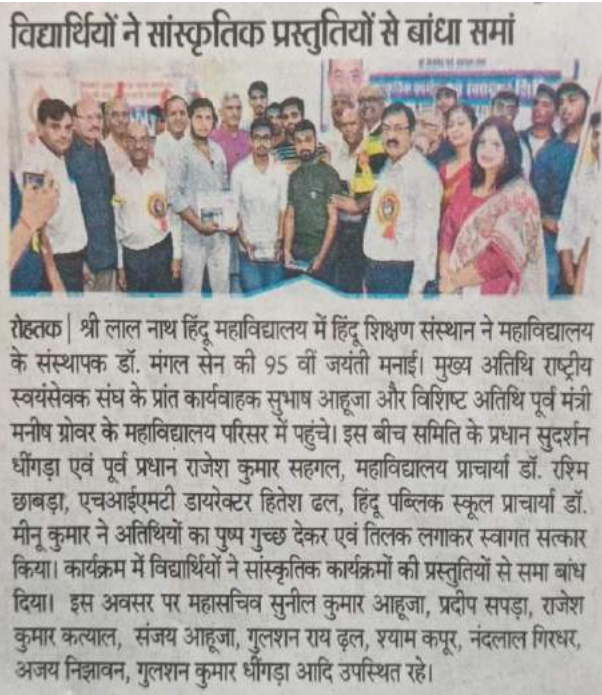 विद्यार्थियों ने सांस्कृतिक प्रस्तुतियों से बांधा समां
रोहतक | श्री लाल नाथ हिंदू महाविद्यालय में हिंदू शिक्षण संस्थान ने महाविद्यालय
के संस्थापक डॉ. मंगल सेन की 95 वीं जयंती मनाई। मुख्य अतिथि राष्ट्रीय
स्वयंसेवक संघ के प्रांत कार्यवाहक सुभाष आहूजा और विशिष्ट अतिथि पूर्व मंत्री
मनीष ग्रोवर के महाविद्यालय परिसर में पहुंचे। इस बीच समिति के प्रधान सुदर्शन
धींगड़ा एवं पूर्व प्रधान राजेश कुमार सहगल, महाविद्यालय प्राचार्या डॉ. रश्मि
छाबड़ा, एचआईएमटी डायरेक्टर हितेश ढल, हिंदू पब्लिक स्कूल प्राचार्या डॉ.
मीनू कुमार ने अतिथियों का पुष्प गुच्छ देकर एवं तिलक लगाकर स्वागत सत्कार
किया। कार्यक्रम में विद्यार्थियों ने सांस्कृतिक कार्यक्रमों की प्रस्तुतियों से समा बांध
दिया। इस अवसर पर महासचिव सुनील कुमार आहूजा, प्रदीप सपड़ा, राजेश
कुमार कत्याल, संजय आहूजा, गुलशन राय ढ़ल, श्याम कपूर, नंदलाल गिरधर,
अजय निझावन, गुलशन कुमार धींगड़ा आदि उपस्थित रहे।